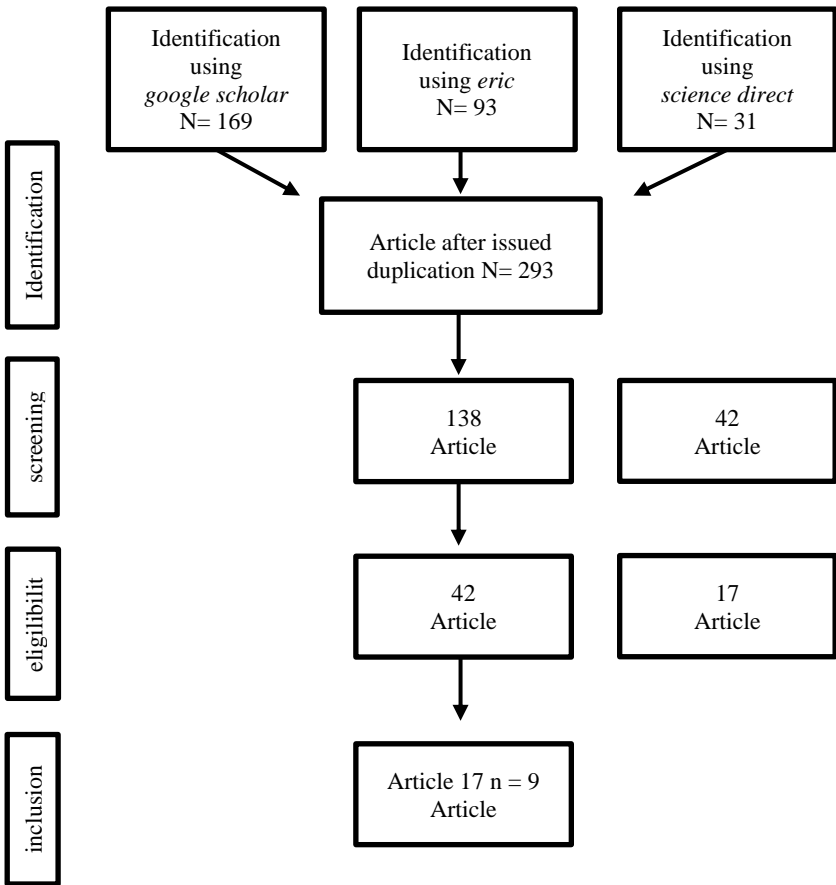 Identification
using
google scholar
N= 169
Identification
using eric
N= 93
Identification
using
science direct
N= 31
Identification
Article after issued
duplication N= 293
screening
138
Article
42
Article
eligilibilit
42
Article
17
Article
inclusion
Article 17 n = 9
Article